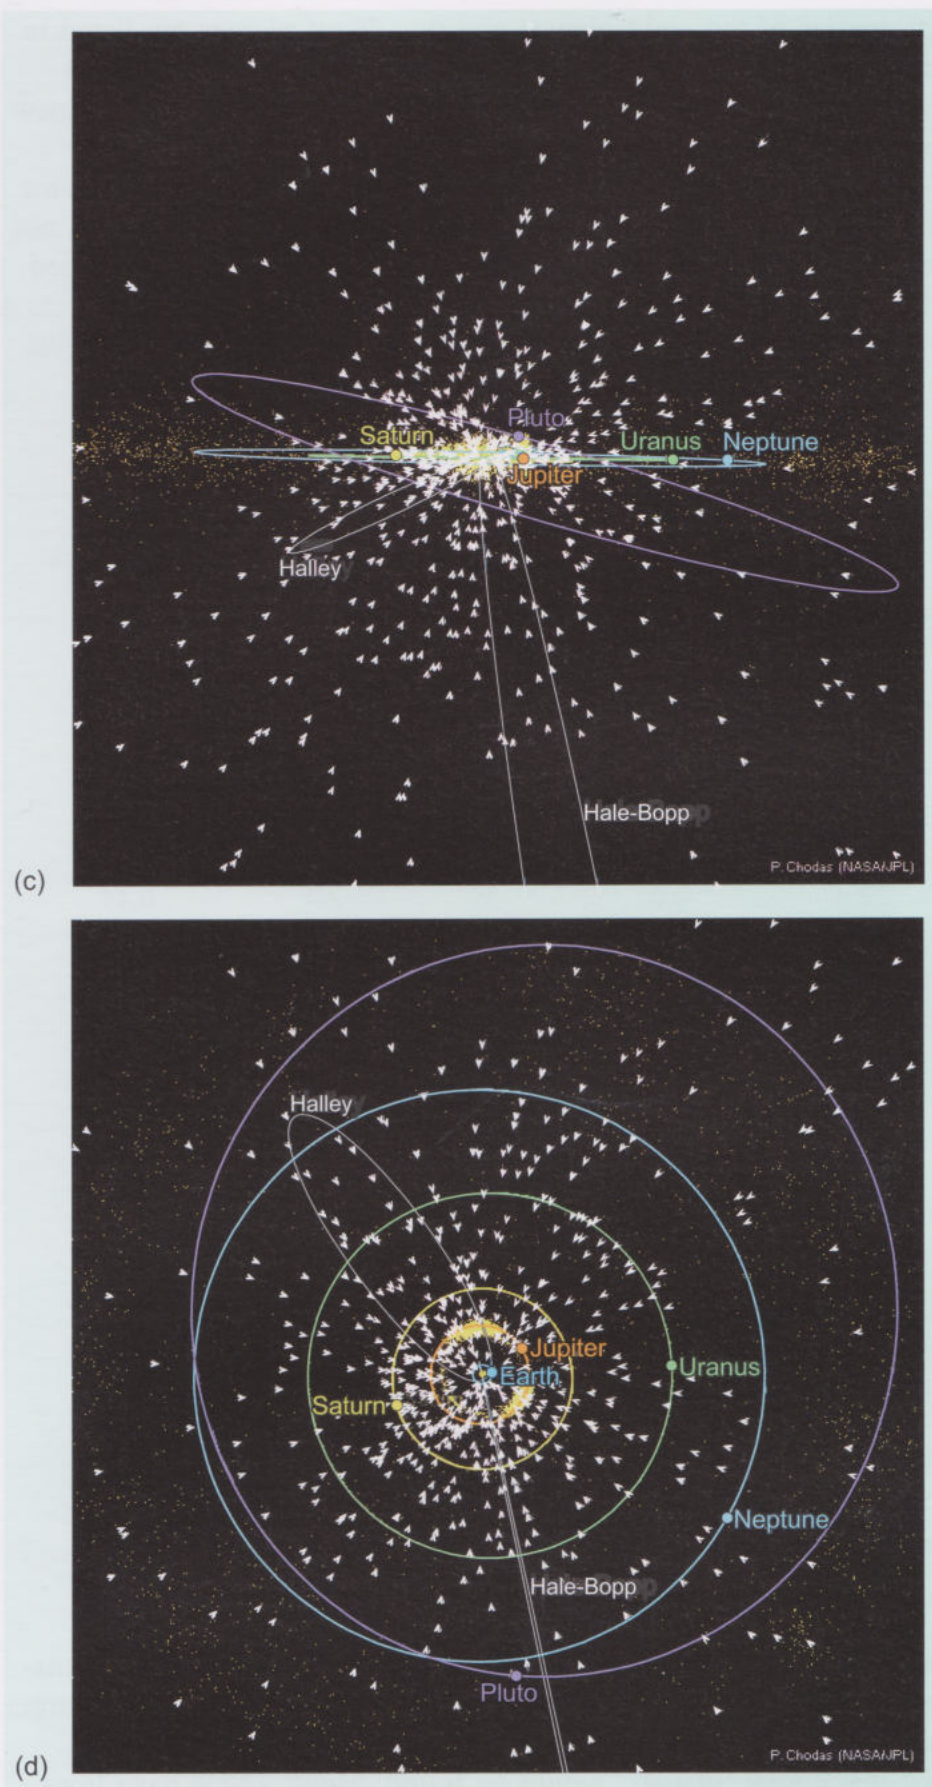 Pluto
Saturn
Uranus
Neptune
Jupiter
Halley
Hale-Bopp
P. Chodas (NASA/JPL)
(c)
Halley
Jupiter
Earth
Uranus
Saturn
Neptune
Hale-Bopp
Pluto
P. Chodas (NASA/JPL)
(d)